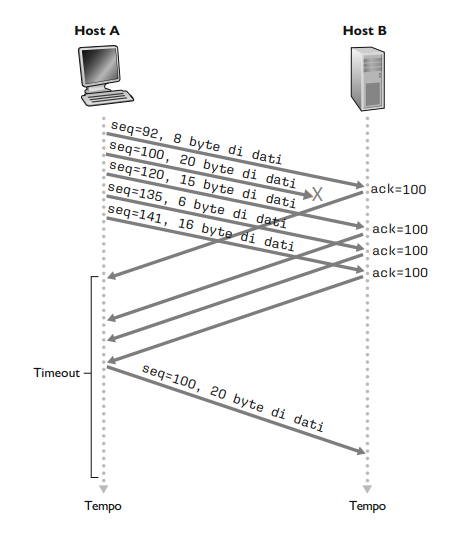 Host A
Host B
seq=92, 8 byte di dati
seq=100, 20 byte di dati
X
seq=120, 15 byte di dati
seq=135, 6 byte di dati
seq=141, 16 byte di dati
ack=100
ack=100
ack=100
ack=100
Timeout
seq=100, 20 byte di dati
Tempo
Tempo